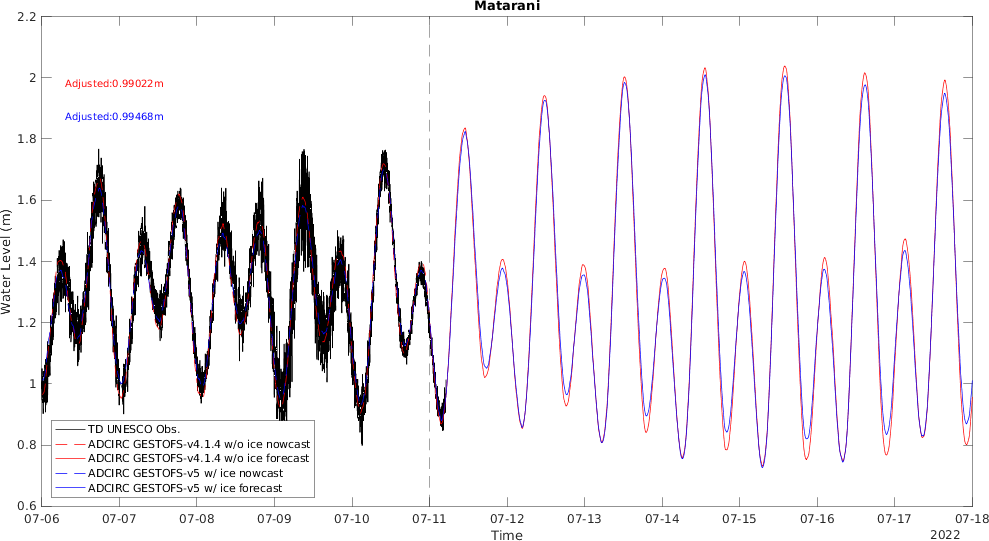 Matarani
2.2
2
1.8
1.6
1.4
1.2
1
0.8
0.6
Water Level (m)
Adjusted:0.99022m
Adjusted:0.99468m
TD UNESCO Obs.
ADCIRC GESTOFS-v4.1.4 w/o ice nowcast
ADCIRC GESTOFS-v4.1.4 w/o ice forecast
ADCIRC GESTOFS-v5 w/ ice nowcast
ADCIRC GESTOFS-v5 w/ ice forecast
07-06 07-07 07-08 07-09 07-10 07-11 07-12 07-13 07-14 07-15 07-16 07-17 07-18
Time
2022